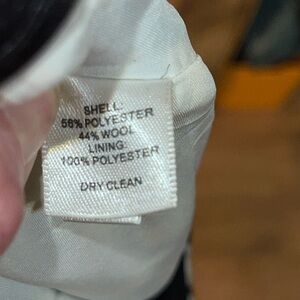 SHELL:
56% POLYESTER
44% WOOL
LINING:
100% POLYESTER
DRY CLEAN